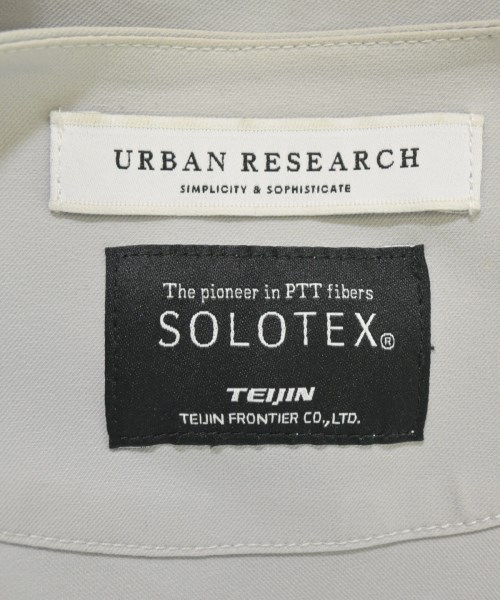 URBAN RESEARCH
SIMPLICITY & SOPHISTICATE
The pioneer in PTT fibers
SOLOTEX®
TEIJIN
TEIJIN FRONTIER CO.,LTD.